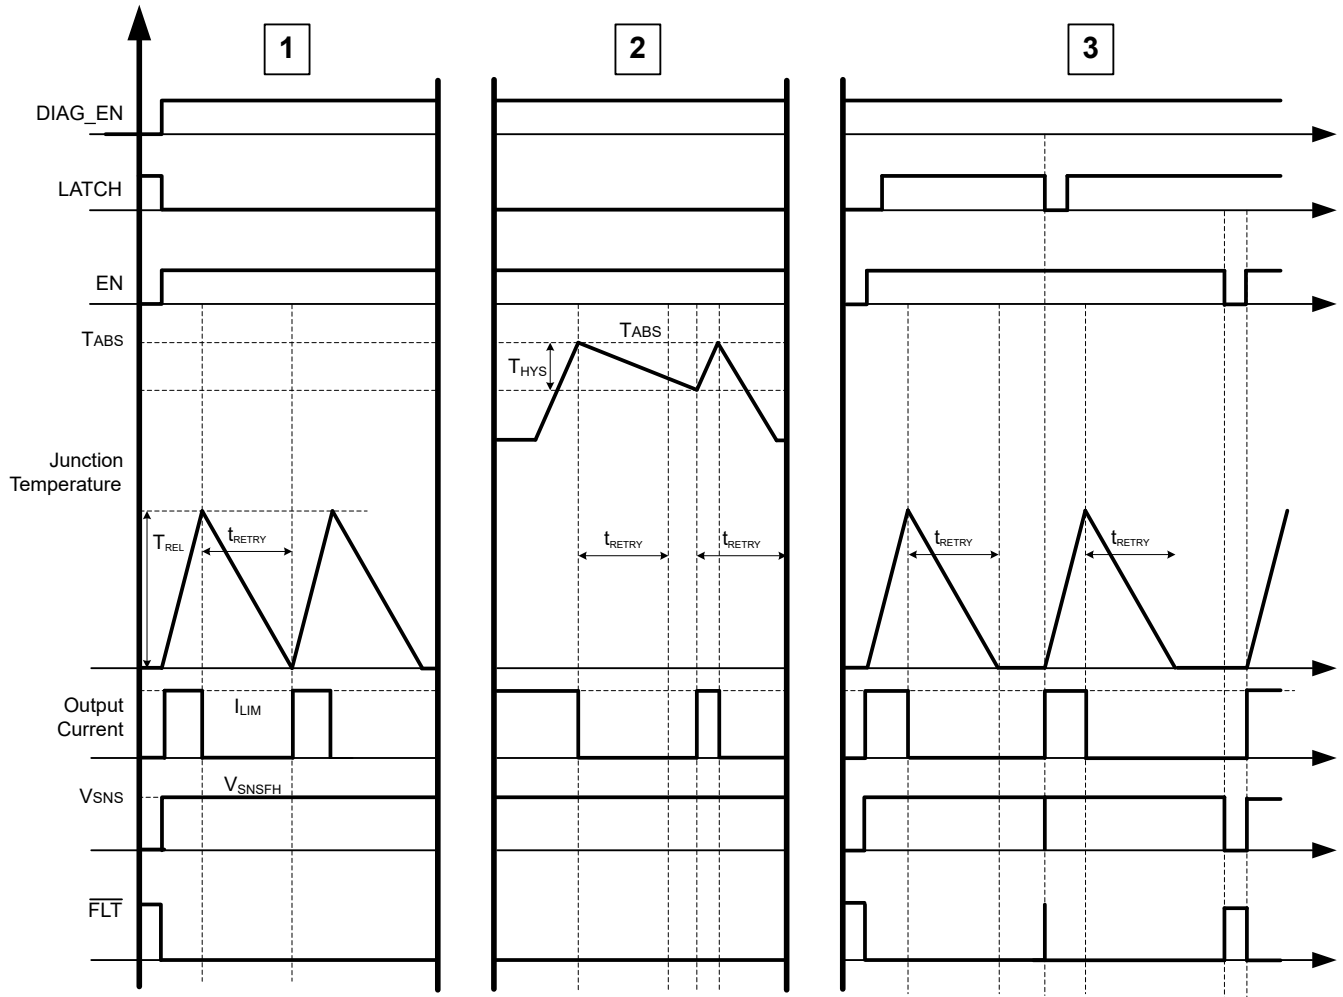 1
2
3
DIAG_EN
LATCH
EN
TABS
TABS
THYS
Junction
Temperature
TREL
tRETRY
tRETRY
tRETRY
tRETRY
tRETRY
Output
Current
ILIM
VSNS
VSNSFH
FLT